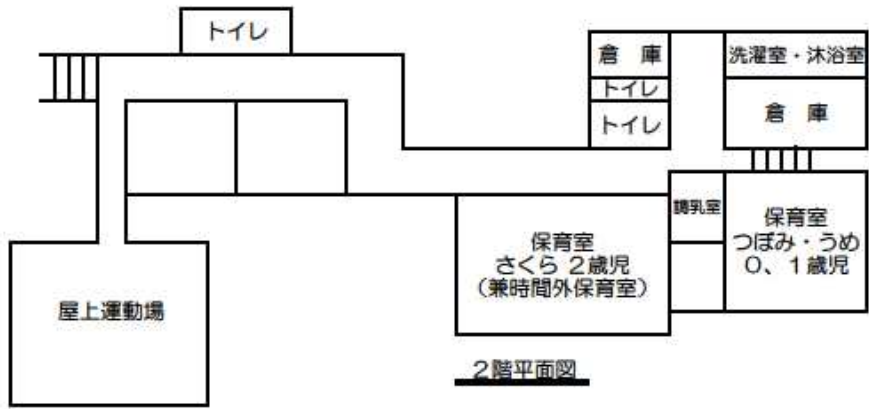 トイレ
倉　庫
洗濯室・沐浴室
トイレ
トイレ
倉　庫
調乳室
保育室
つぼみ・うめ
０、１歳児
保育室
さくら ２歳児
（兼時間外保育室）
屋上運動場
２階平面図